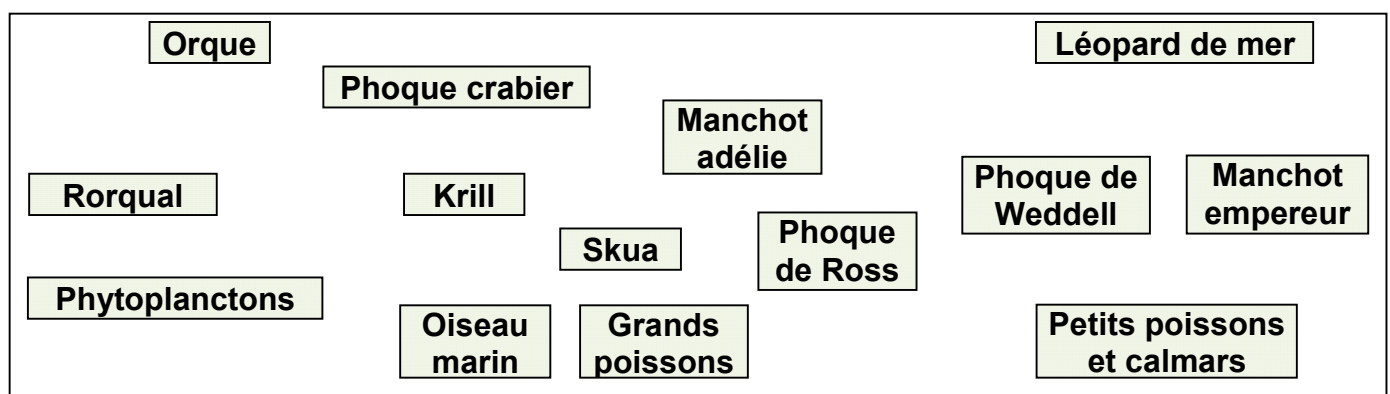 Orque
Léopard de mer
Phoque crabier
Manchot
adélie
Rorqual
Krill
Phoque de
Weddell
Manchot
empereur
Skua
Phoque
de Ross
Phytoplanctons
Oiseau
marin
Grands
poissons
Petits poissons
et calmars